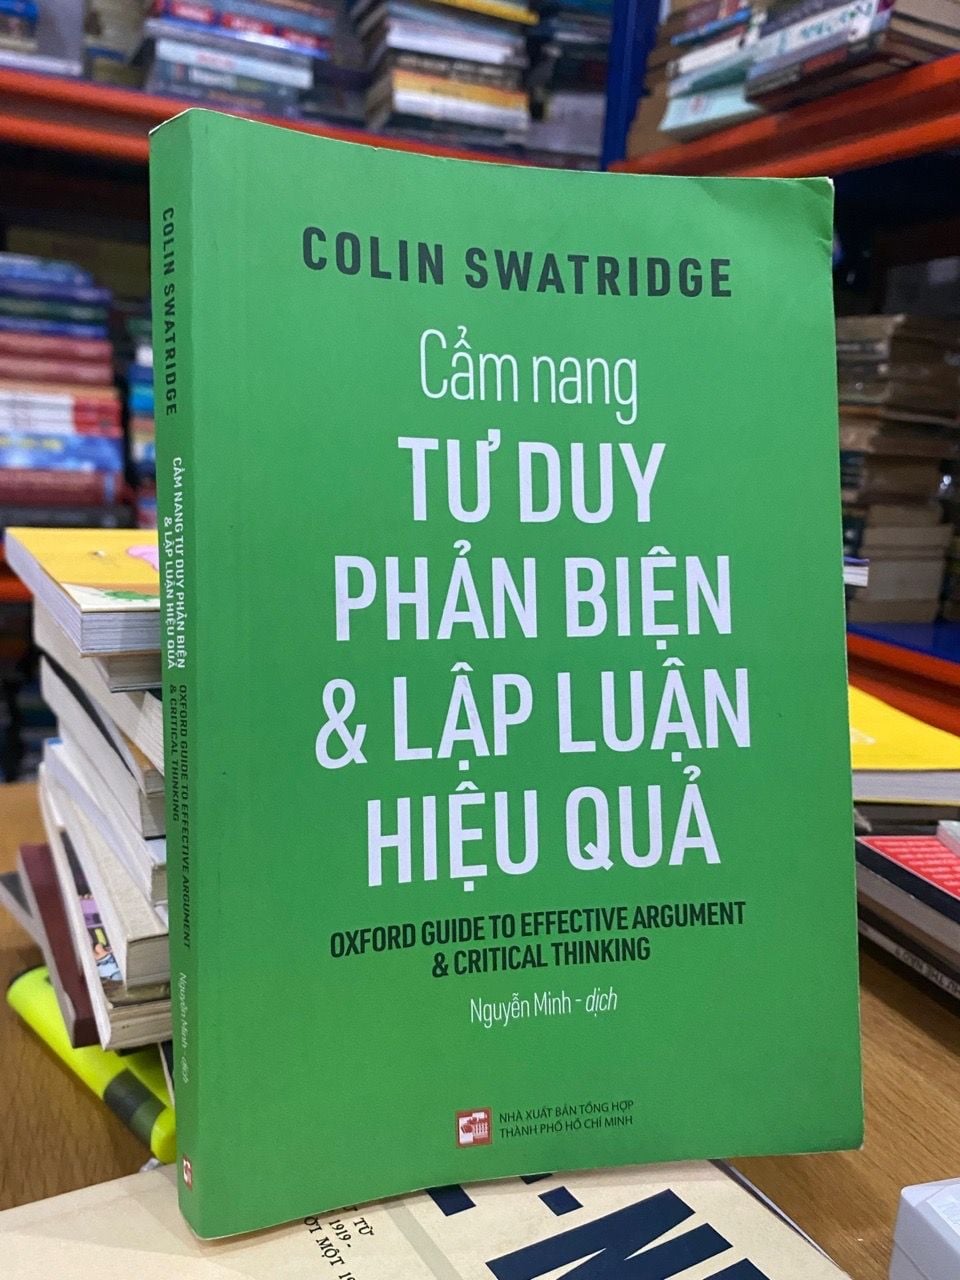 COLIN SWATRIDGE
Cẩm nang
TƯ DUY
PHẢN BIỆN
& LẬP LUẬN
HIỆU QUẢ
OXFORD GUIDE TO EFFECTIVE ARGUMENT
& CRITICAL THINKING
Nguyễn Minh - dịch
NHÀ XUẤT BẢN TỔNG HỢP
THÀNH PHỐ HỒ CHÍ MINH
COLIN SWATRIDGE
CẨM NANG TƯ DUY PHẢN BIỆN
& LẬP LUẬN HIỆU QUẢ
OXFORD GUIDE TO EFFECTIVE ARGUMENT
& CRITICAL THINKING
Nguyễn Minh - dịch